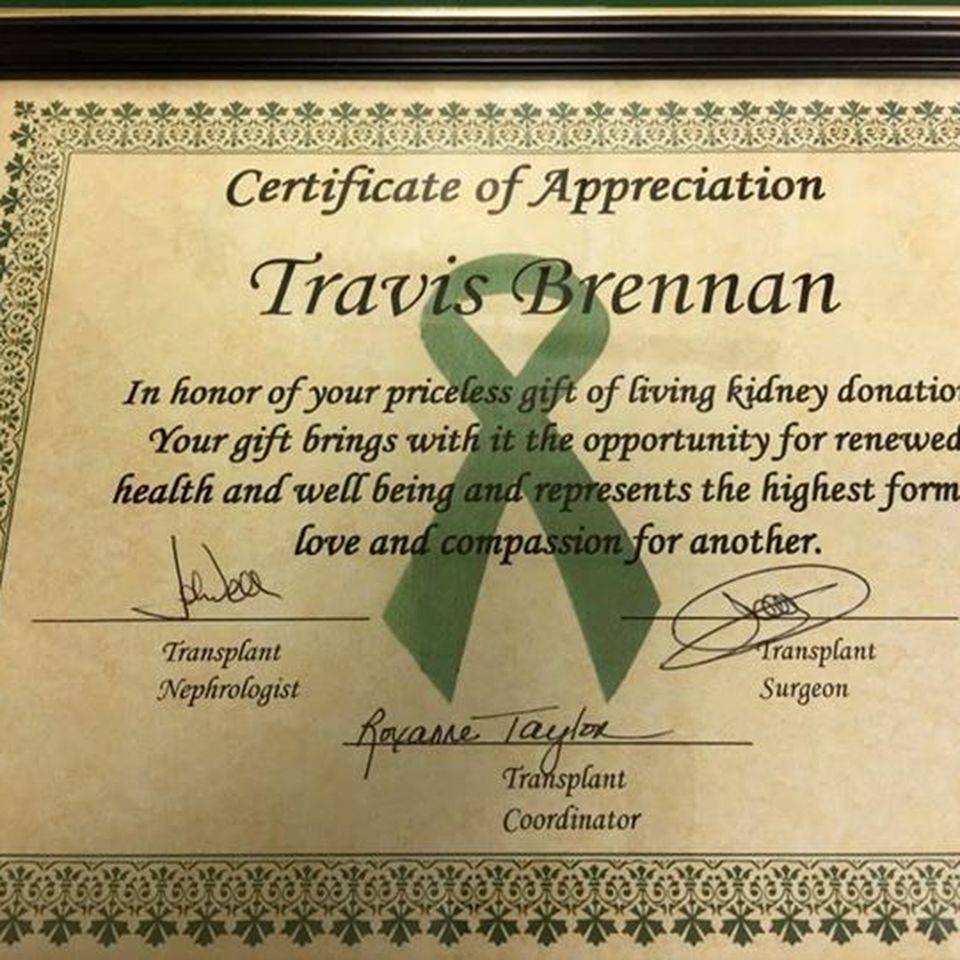 Certificate of Appreciation
Travis Brennan
In honor of your priceless gift of living kidney donatio
Your gift brings with it the opportunity for renewed
health and well being and represents the highest form
love and compassion for another.
Transplant
Nephrologist
Transplant
Surgeon
Roxanne Taylor
Transplant
Coordinator